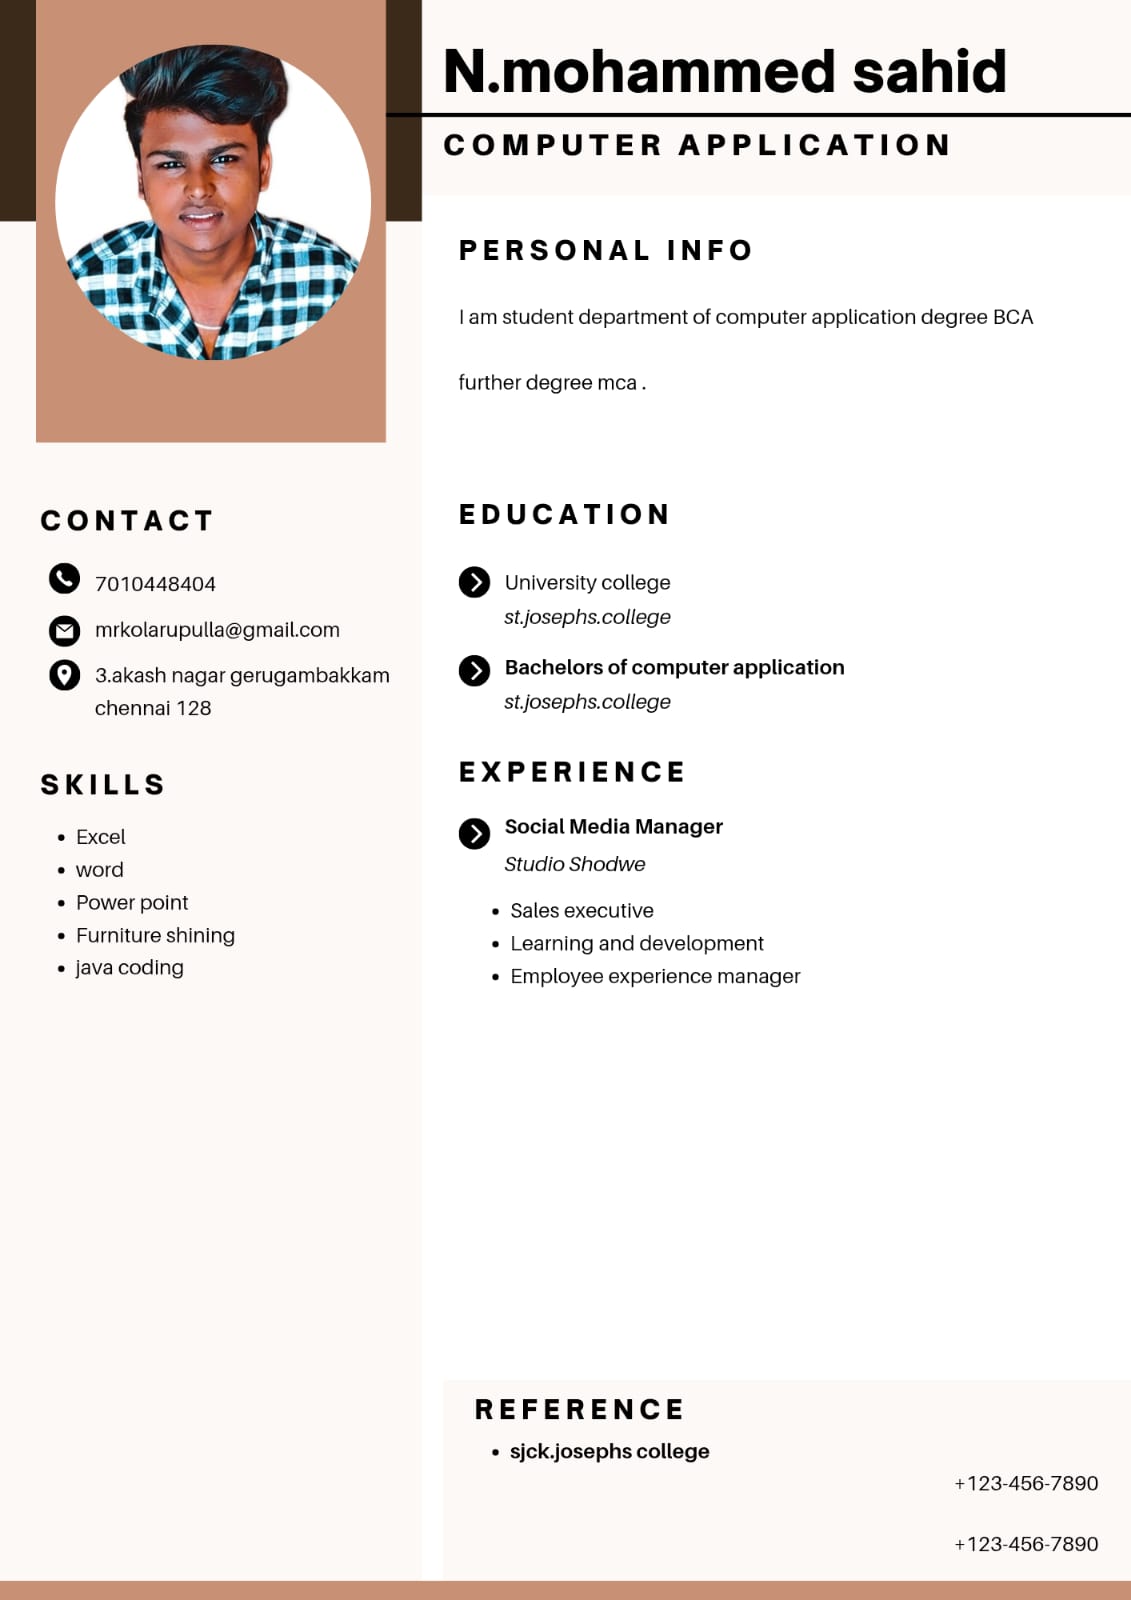 N.mohammed sahid
COMPUTER APPLICATION
PERSONAL INFO
I am student department of computer application degree BCA
further degree mca .
CONTACT
7010448404
mrkolarupulla@gmail.com
3.akash nagar gerugambakkam
chennai 128
SKILLS
• Excel
• word
• Power point
• Furniture shining
• java coding
EDUCATION
University college
st.josephs.college
Bachelors of computer application
st.josephs.college
EXPERIENCE
Social Media Manager
Studio Shodwe
• Sales executive
• Learning and development
• Employee experience manager
REFERENCE
• sjck.josephs college
+123-456-7890
+123-456-7890